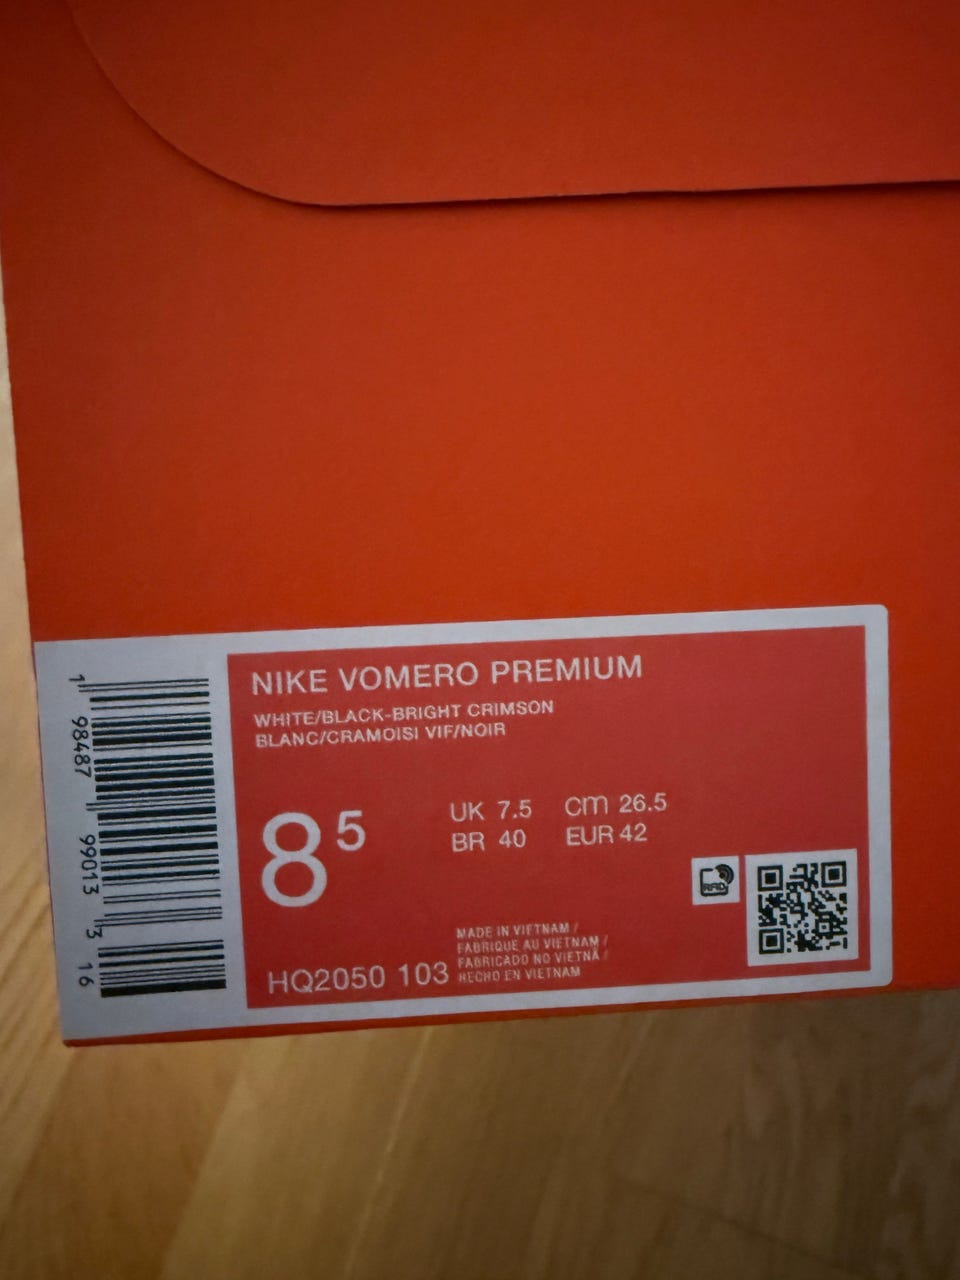 NIKE VOMERO PREMIUM
WHITE/BLACK-BRIGHT CRIMSON
BLANC/CRAMOISI VIF/NOIR
8 5
UK 7.5 cm 26.5
BR 40 EUR 42
RFID
MADE IN VIETNAM /
FABRIQUE AU VIETNAM /
FABRICADO NO VIETNÃ /
HECHO EN VIETNAM
HQ2050 103
1 98487 99013 3 16